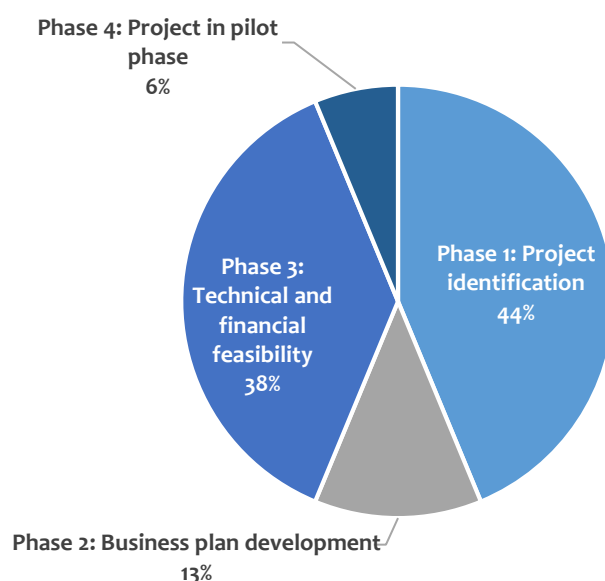 Phase 4: Project in pilot
phase
6%
Phase 1: Project
identification
44%
Phase 3:
Technical and
financial
feasibility
38%
Phase 2: Business plan development
13%